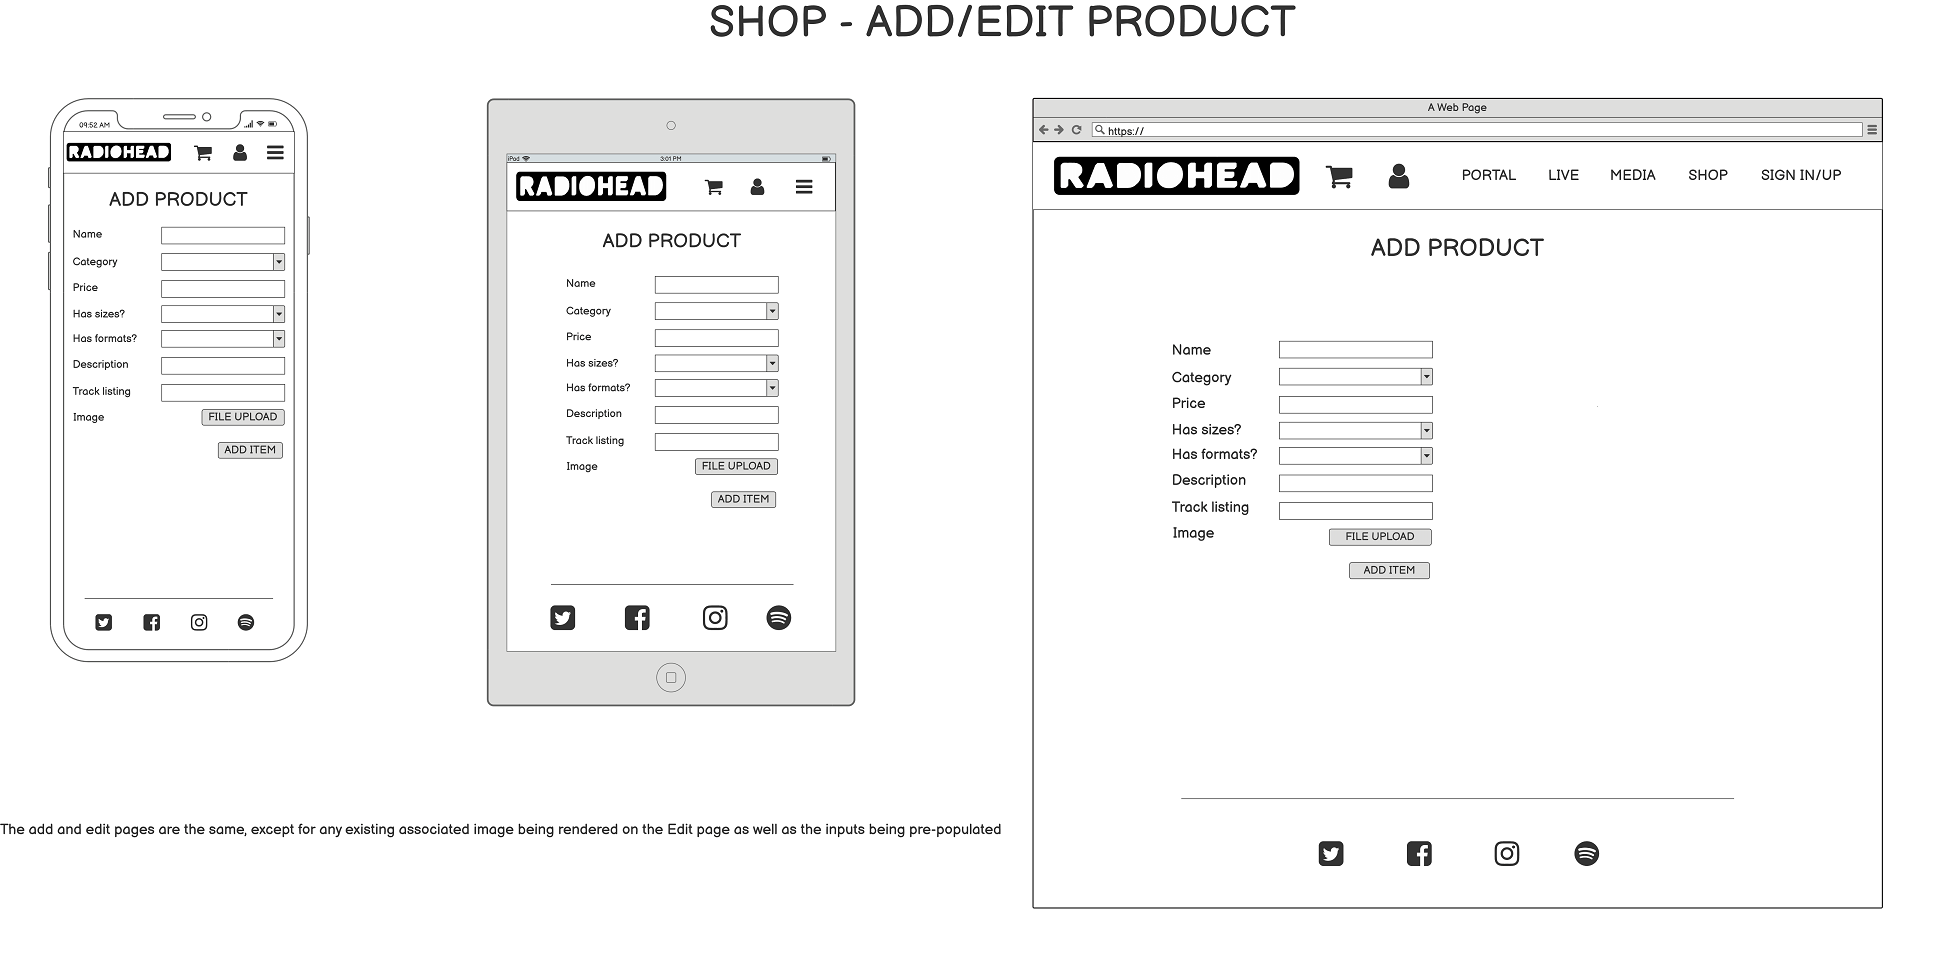 SHOP - ADD/EDIT PRODUCT
09:52 AM
RADIOHEAD
ADD PRODUCT
Name
Category
Price
Has sizes?
Has formats?
Description
Track listing
Image
FILE UPLOAD
ADD ITEM
iPod
3:01 PM
RADIOHEAD
ADD PRODUCT
Name
Category
Price
Has sizes?
Has formats?
Description
Track listing
Image
FILE UPLOAD
ADD ITEM
A Web Page
https://
RADIOHEAD
PORTAL LIVE MEDIA SHOP SIGN IN/UP
ADD PRODUCT
Name
Category
Price
Has sizes?
Has formats?
Description
Track listing
Image
FILE UPLOAD
ADD ITEM
The add and edit pages are the same, except for any existing associated image being rendered on the Edit page as well as the inputs being pre-populated